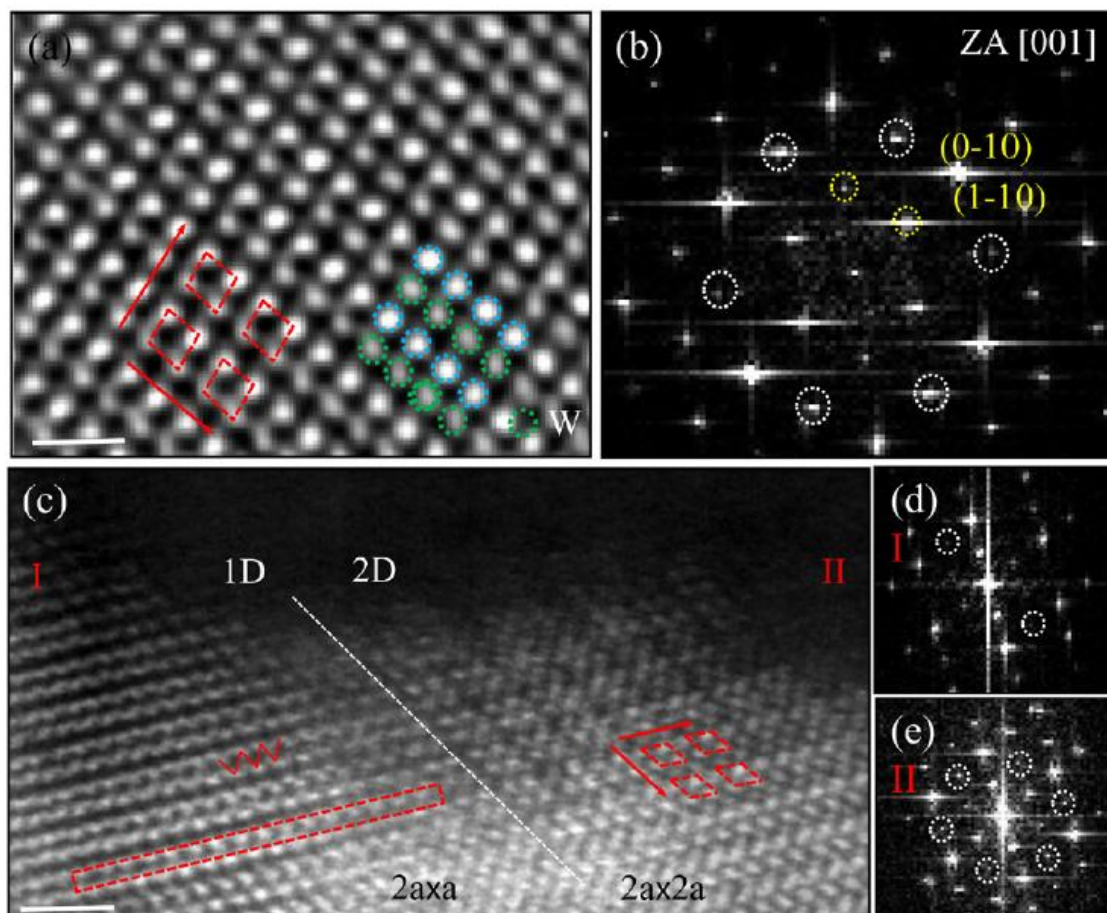 (a)
W
(b)
ZA [001]
(0-10)
(1-10)
(c)
I
1D
2D
II
2axa
2ax2a
(d)
I
(e)
II